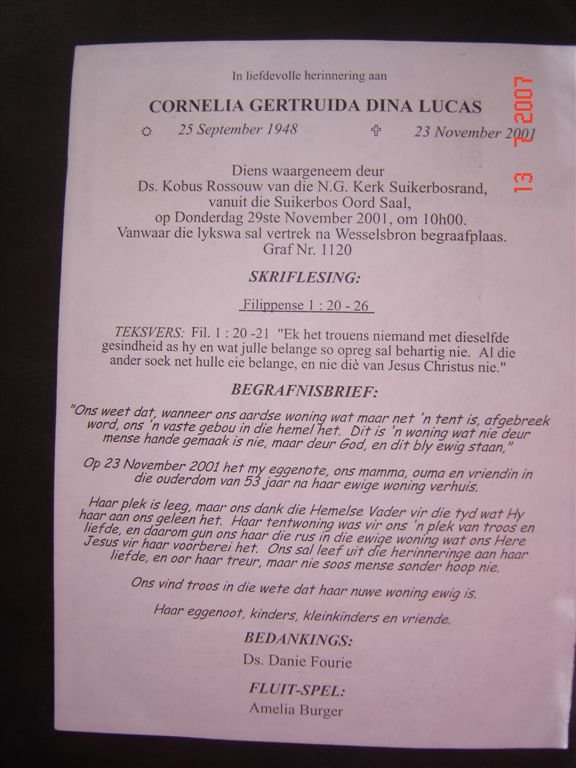 In liefdevolle herinnering aan
CORNELIA GERTRUIDA DINA LUCAS
☼ 25 September 1948 ✞ 23 November 2001
13 7 2007
Diens waargeneem deur
Ds. Kobus Rossouw van die N.G. Kerk Suikerbosrand,
vanuit die Suikerbos Oord Saal,
op Donderdag 29ste November 2001, om 10h00.
Vanwaar die lykswa sal vertrek na Wesselsbron begraafplaas.
Graf Nr. 1120
SKRIFLESING:
Filippense 1 : 20 - 26
TEKSVERS: Fil. 1 : 20 -21 "Ek het trouens niemand met dieselfde
gesindheid as hy en wat julle belange so opreg sal behartig nie. Al die
ander soek net hulle eie belange, en nie diè van Jesus Christus nie."
BEGRAFNISBRIEF:
"Ons weet dat, wanneer ons aardse woning wat maar net 'n tent is, afgebreek
word, ons 'n vaste gebou in die hemel het. Dit is 'n woning wat nie deur
mense hande gemaak is nie, maar deur God, en dit bly ewig staan,"
Op 23 November 2001 het my eggenote, ons mamma, ouma en vriendin in
die ouderdom van 53 jaar na haar ewige woning verhuis.
Haar plek is leeg, maar ons dank die Hemelse Vader vir die tyd wat Hy
haar aan ons geleen het. Haar tentwoning was vir ons 'n plek van troos en
liefde, en daarom gun ons haar die rus in die ewige woning wat ons Here
Jesus vir haar voorberei het. Ons sal leef uit die herinneringe aan haar
liefde, en oor haar treur, maar nie soos mense sonder hoop nie.
Ons vind troos in die wete dat haar nuwe woning ewig is.
Haar eggenoot, kinders, kleinkinders en vriende.
BEDANKINGS:
Ds. Danie Fourie
FLUIT-SPEL:
Amelia Burger